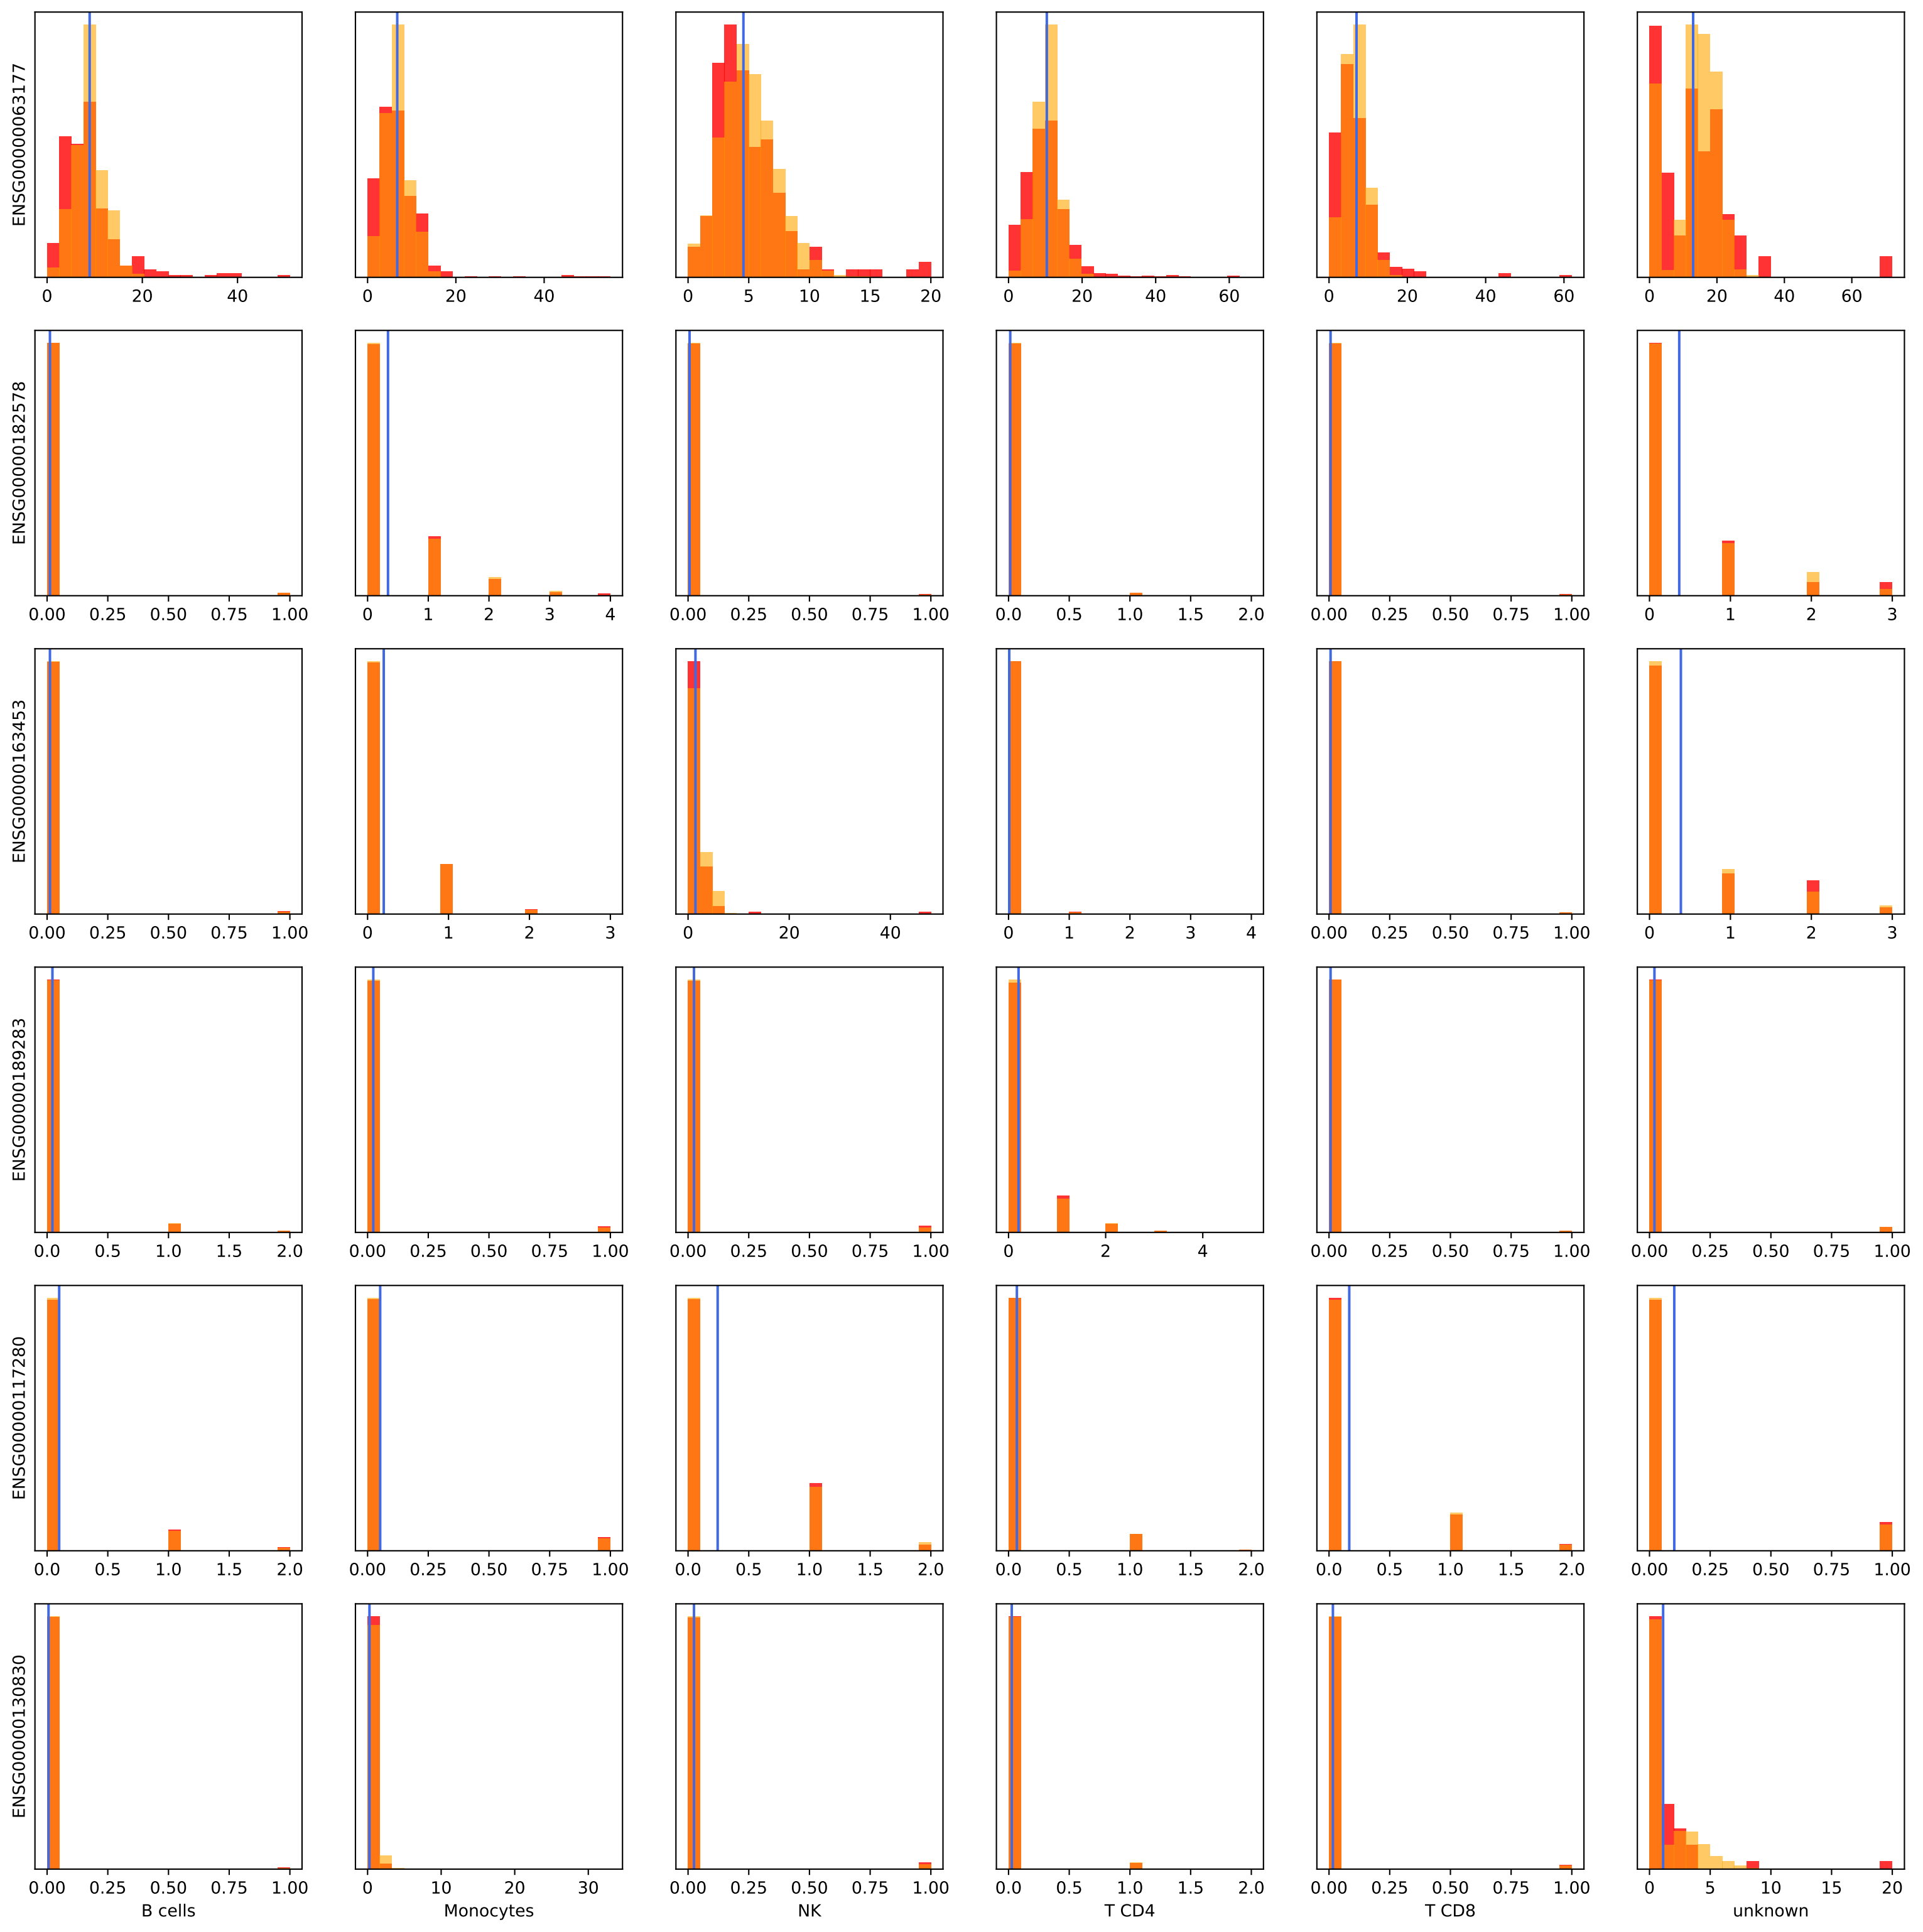 ENSG00000063177
0 20 40
0 20 40
0 5 10 15 20
0 20 40 60
0 20 40 60
0 20 40 60
ENSG00000182578
0.00 0.25 0.50 0.75 1.00
0 1 2 3 4
0.00 0.25 0.50 0.75 1.00
0.0 0.5 1.0 1.5 2.0
0.00 0.25 0.50 0.75 1.00
0 1 2 3
ENSG00000163453
0.00 0.25 0.50 0.75 1.00
0 1 2 3
0 20 40
0 1 2 3 4
0.00 0.25 0.50 0.75 1.00
0 1 2 3
ENSG00000189283
0.0 0.5 1.0 1.5 2.0
0.00 0.25 0.50 0.75 1.00
0.00 0.25 0.50 0.75 1.00
0 2 4
0.00 0.25 0.50 0.75 1.00
0.00 0.25 0.50 0.75 1.00
ENSG00000117280
0.0 0.5 1.0 1.5 2.0
0.00 0.25 0.50 0.75 1.00
0.0 0.5 1.0 1.5 2.0
0.0 0.5 1.0 1.5 2.0
0.0 0.5 1.0 1.5 2.0
0.00 0.25 0.50 0.75 1.00
ENSG00000130830
0.00 0.25 0.50 0.75 1.00
0 10 20 30
0.00 0.25 0.50 0.75 1.00
0.0 0.5 1.0 1.5 2.0
0.00 0.25 0.50 0.75 1.00
0 5 10 15 20
B cells
Monocytes
NK
T CD4
T CD8
unknown